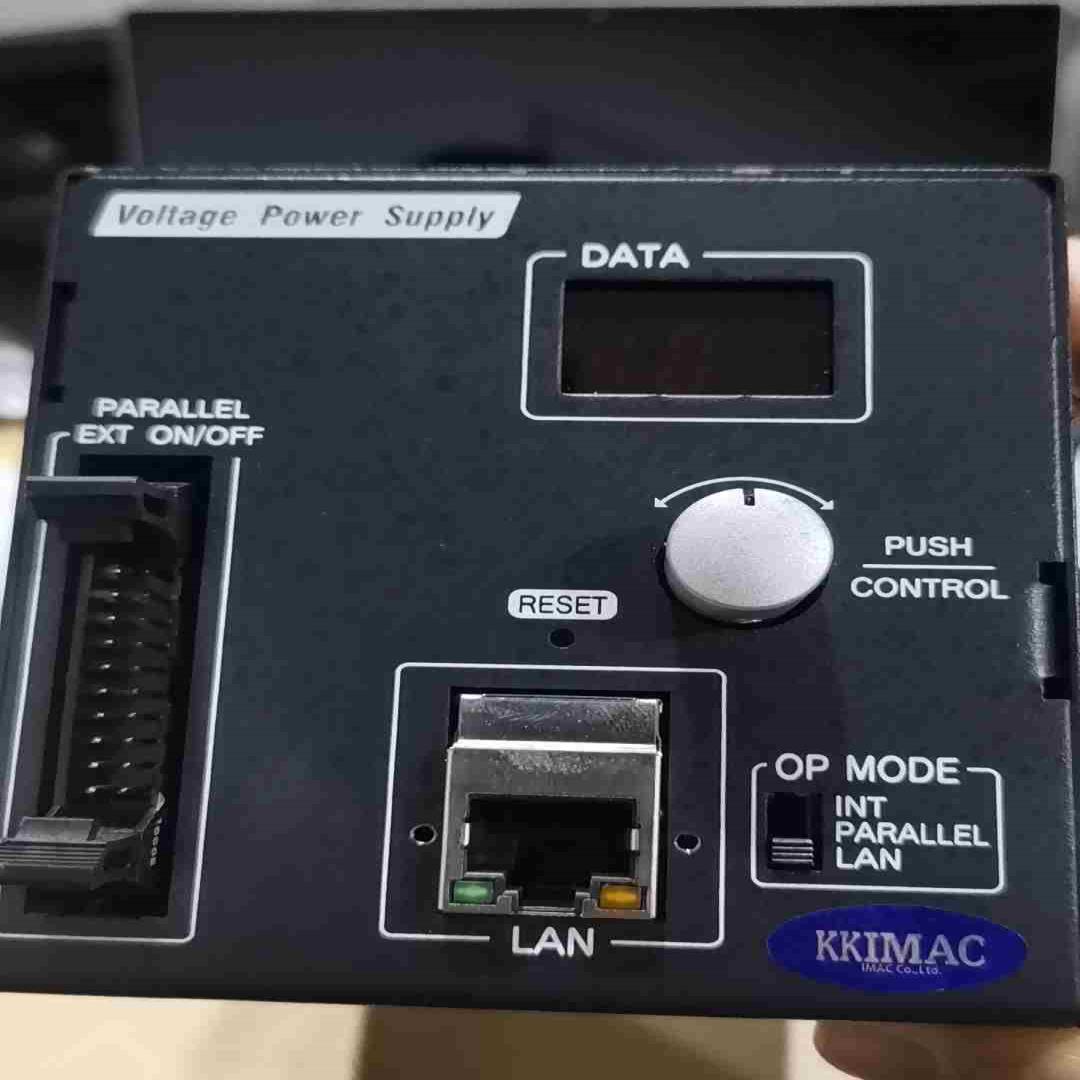 Voltage Power Supply
DATA
PARALLEL
EXT ON/OFF
PUSH
CONTROL
RESET
OP MODE
INT
PARALLEL
LAN
LAN
KKIMAC
IMAC Co.,Ltd.